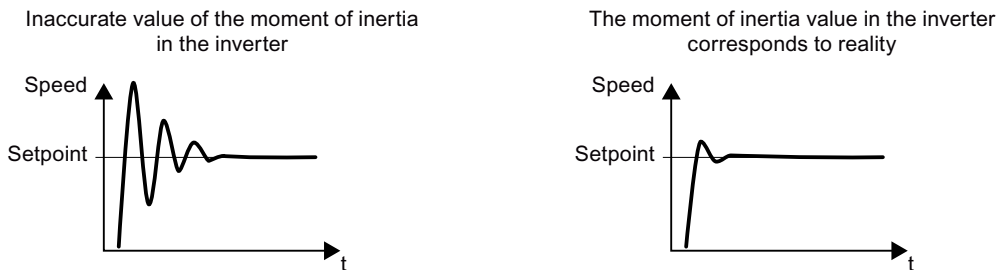 Inaccurate value of the moment of inertia
in the inverter
Speed
Setpoint
t
The moment of inertia value in the inverter
corresponds to reality
Speed
Setpoint
t